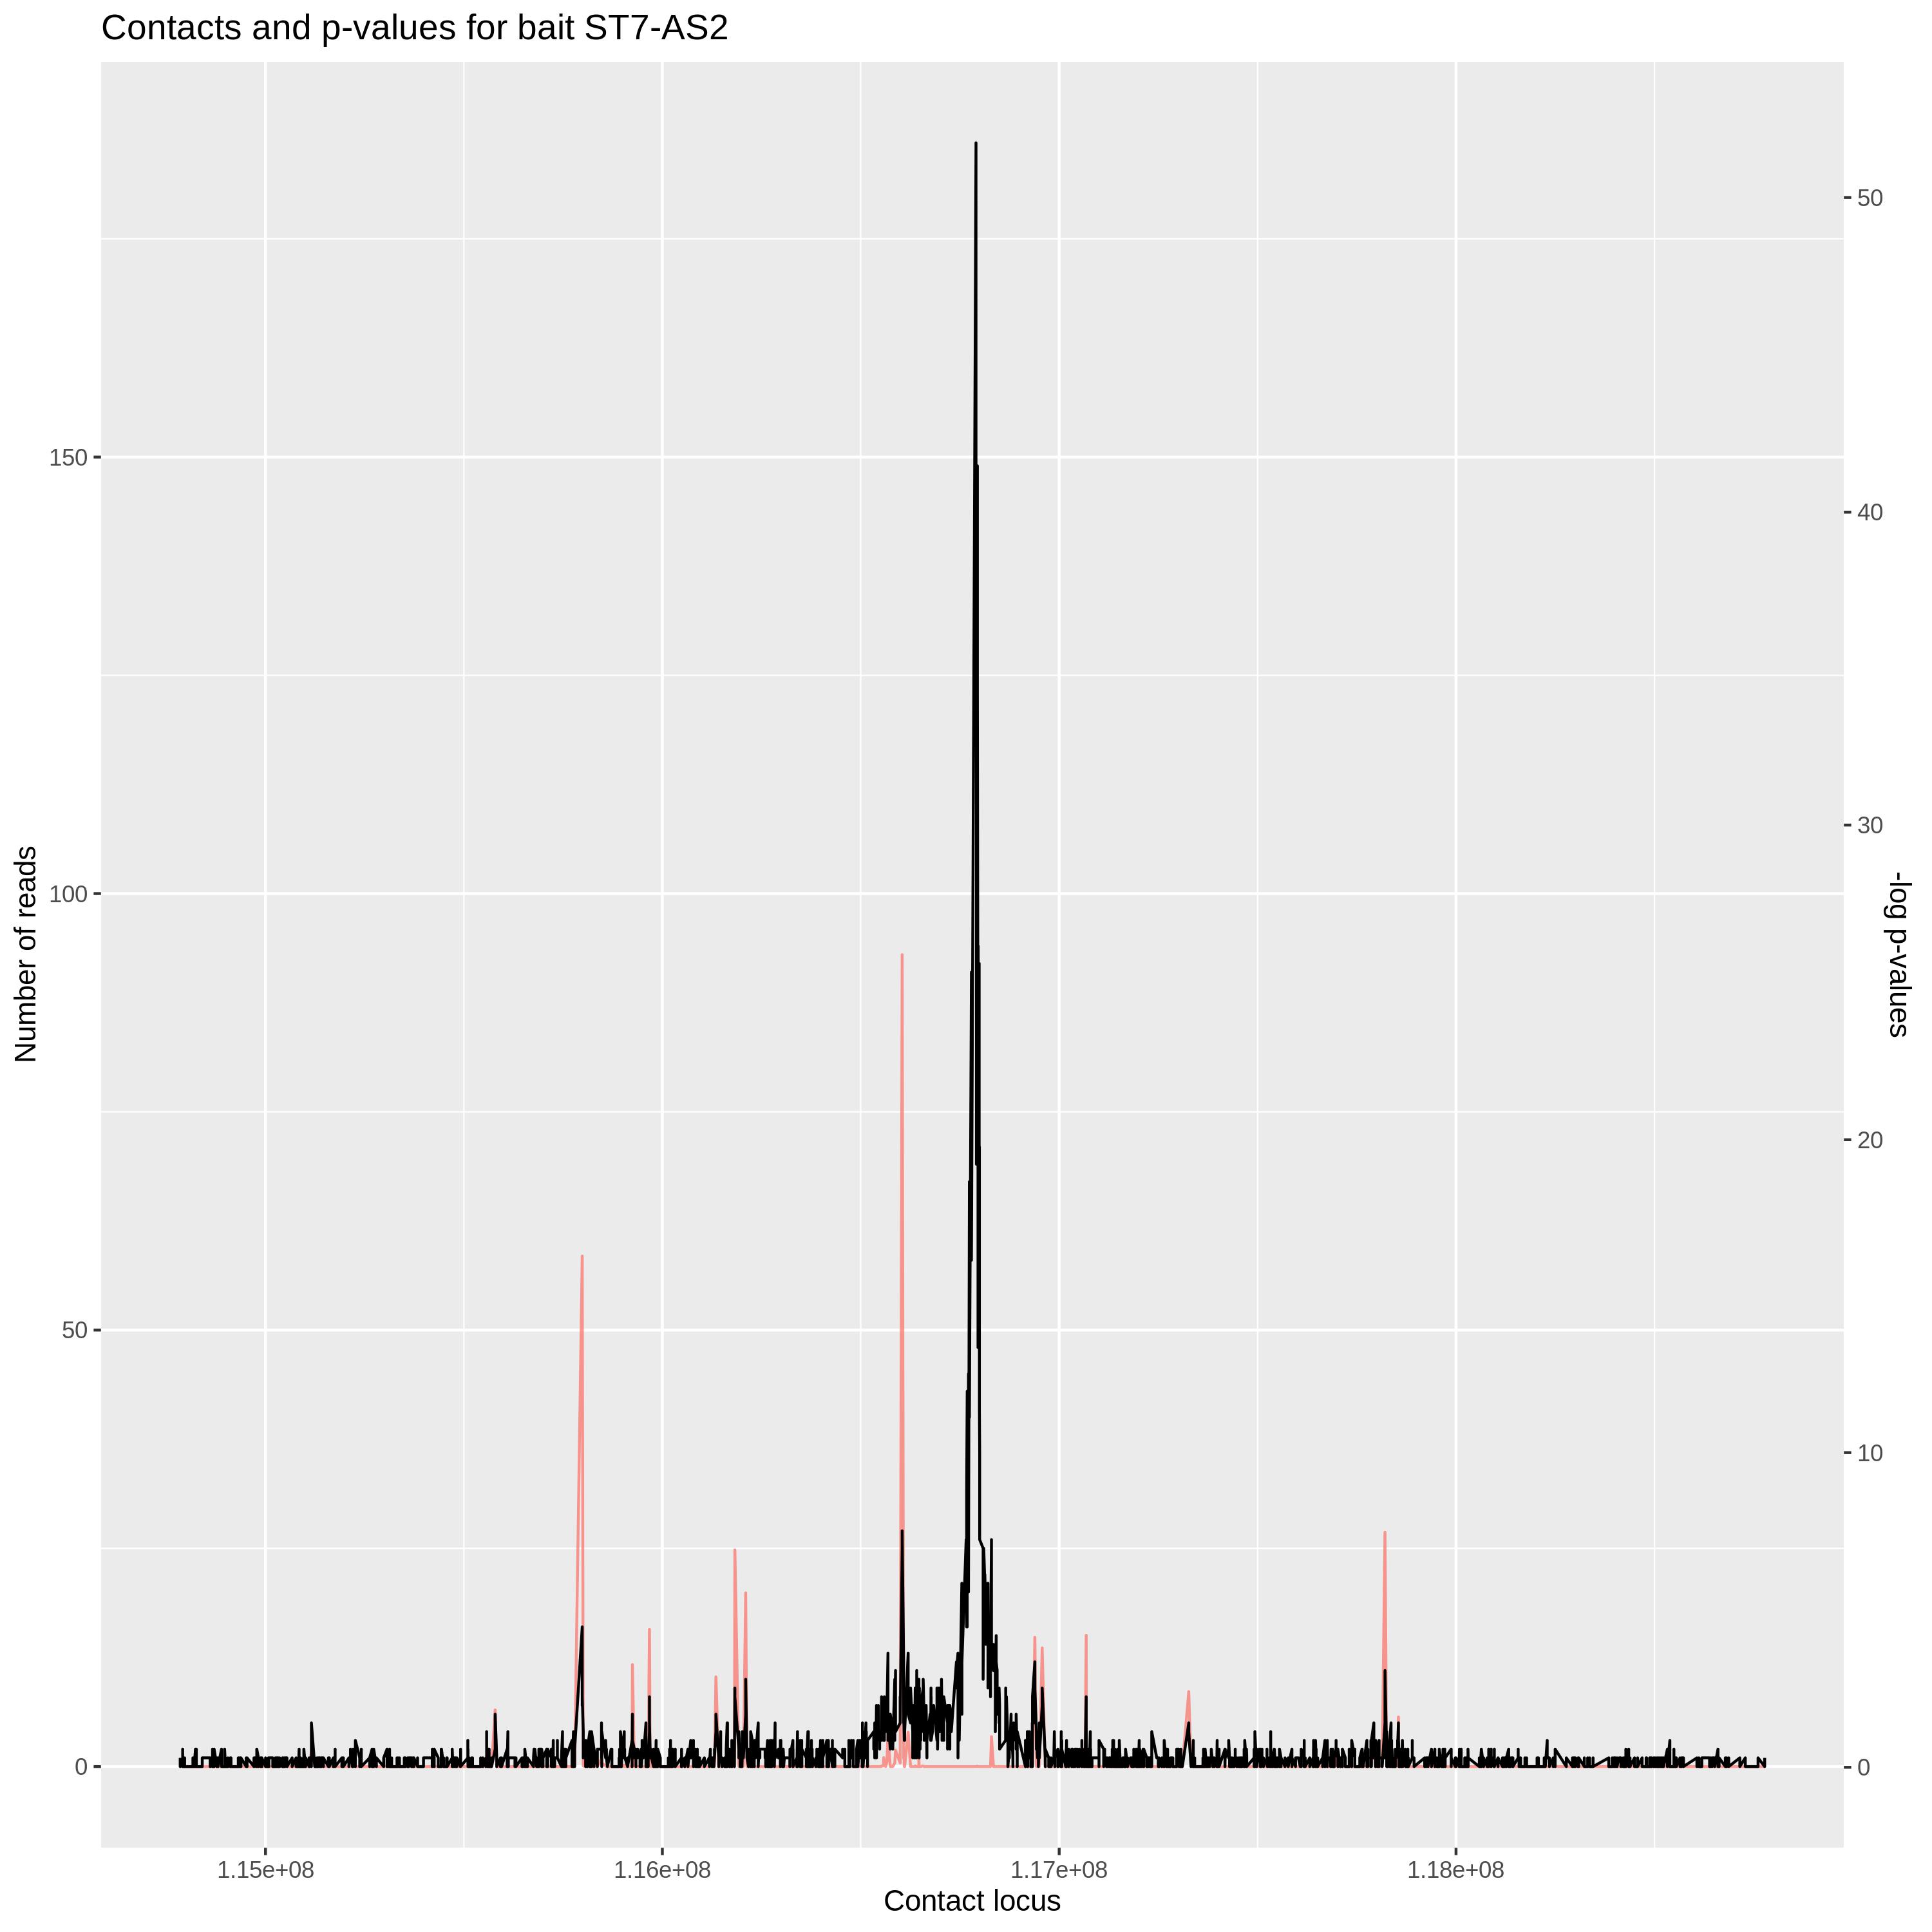 Contacts and p-values for bait ST7-AS2
Number of reads
150
100
50
0
50
40
30
20
10
0
-log p-values
1.15e+08
1.16e+08
1.17e+08
1.18e+08
Contact locus